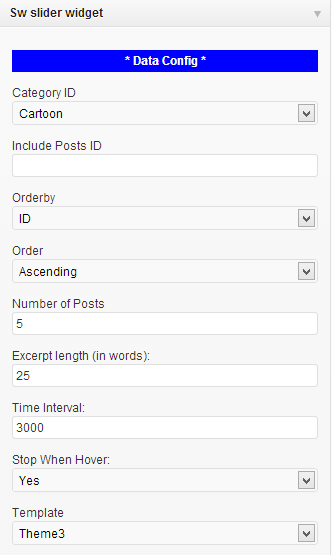 Sw slider widget
* Data Config *
Category ID
Cartoon
Include Posts ID
Orderby
ID
Order
Ascending
Number of Posts
5
Excerpt length (in words):
25
Time Interval:
3000
Stop When Hover:
Yes
Template
Theme3